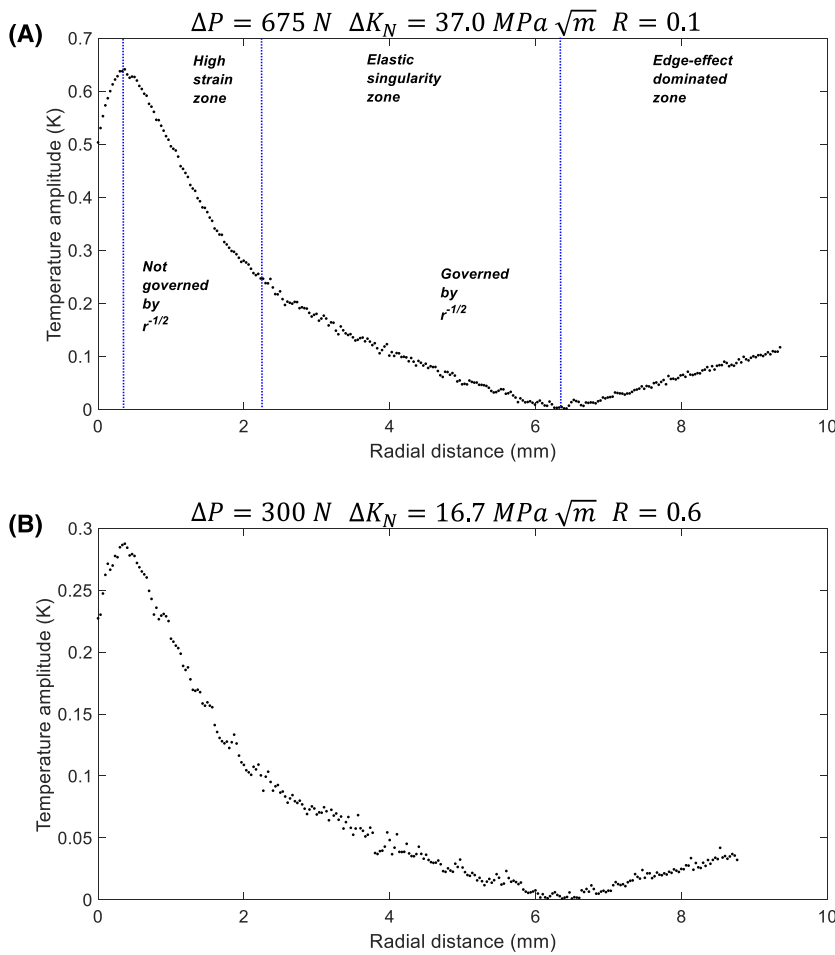 (A)
ΔP = 675 N ΔK_N = 37.0 MPa √m R = 0.1
0.7
0.6
0.5
0.4
0.3
0.2
0.1
0
Temperature amplitude (K)
High
strain
zone
Elastic
singularity
zone
Edge-effect
dominated
zone
Not
governed
by
r^-1/2
Governed
by
r^-1/2
0 2 4 6 8 10
Radial distance (mm)
(B)
ΔP = 300 N ΔK_N = 16.7 MPa √m R = 0.6
0.3
0.25
0.2
0.15
0.1
0.05
0
Temperature amplitude (K)
0 2 4 6 8 10
Radial distance (mm)